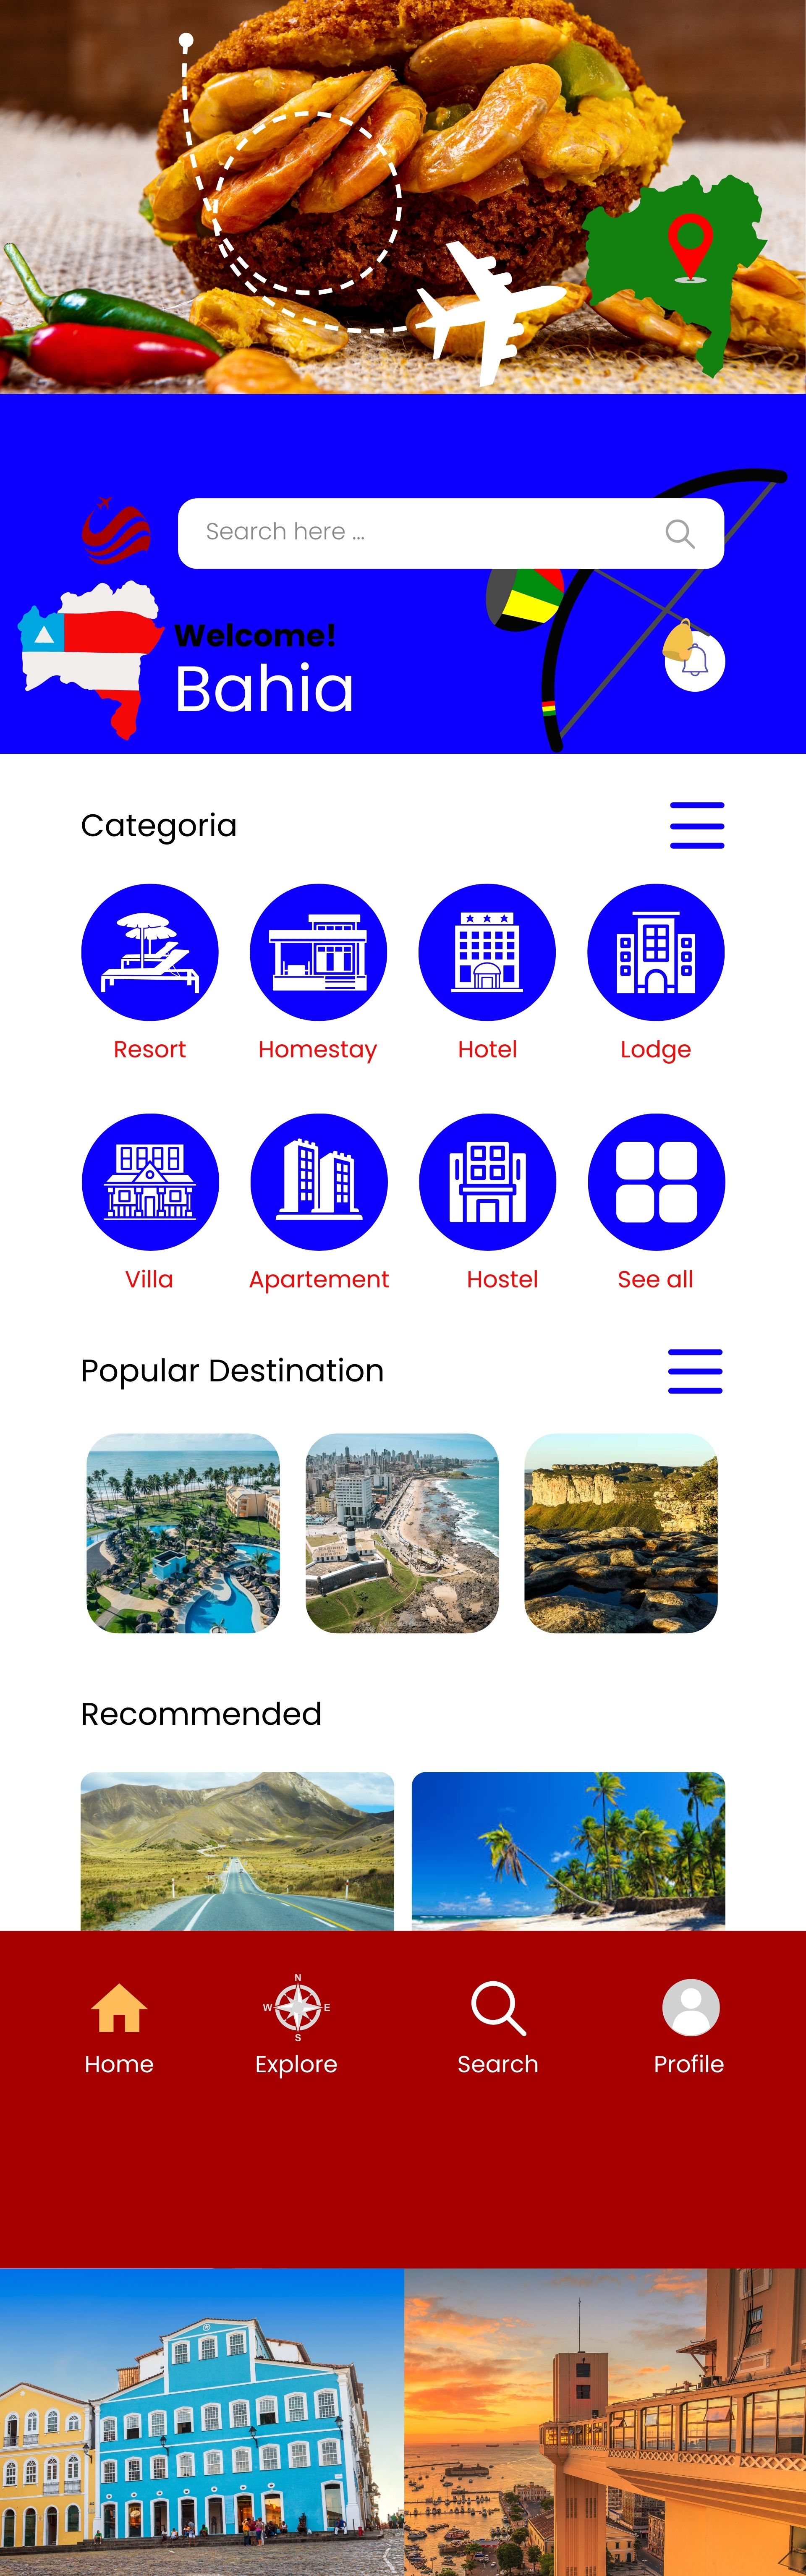 Search here ...
Welcome!
Bahia
Categoria
Resort
Homestay
Hotel
Lodge
Villa
Apartement
Hostel
See all
Popular Destination
Recommended
N
W E
S
Home
Explore
Search
Profile